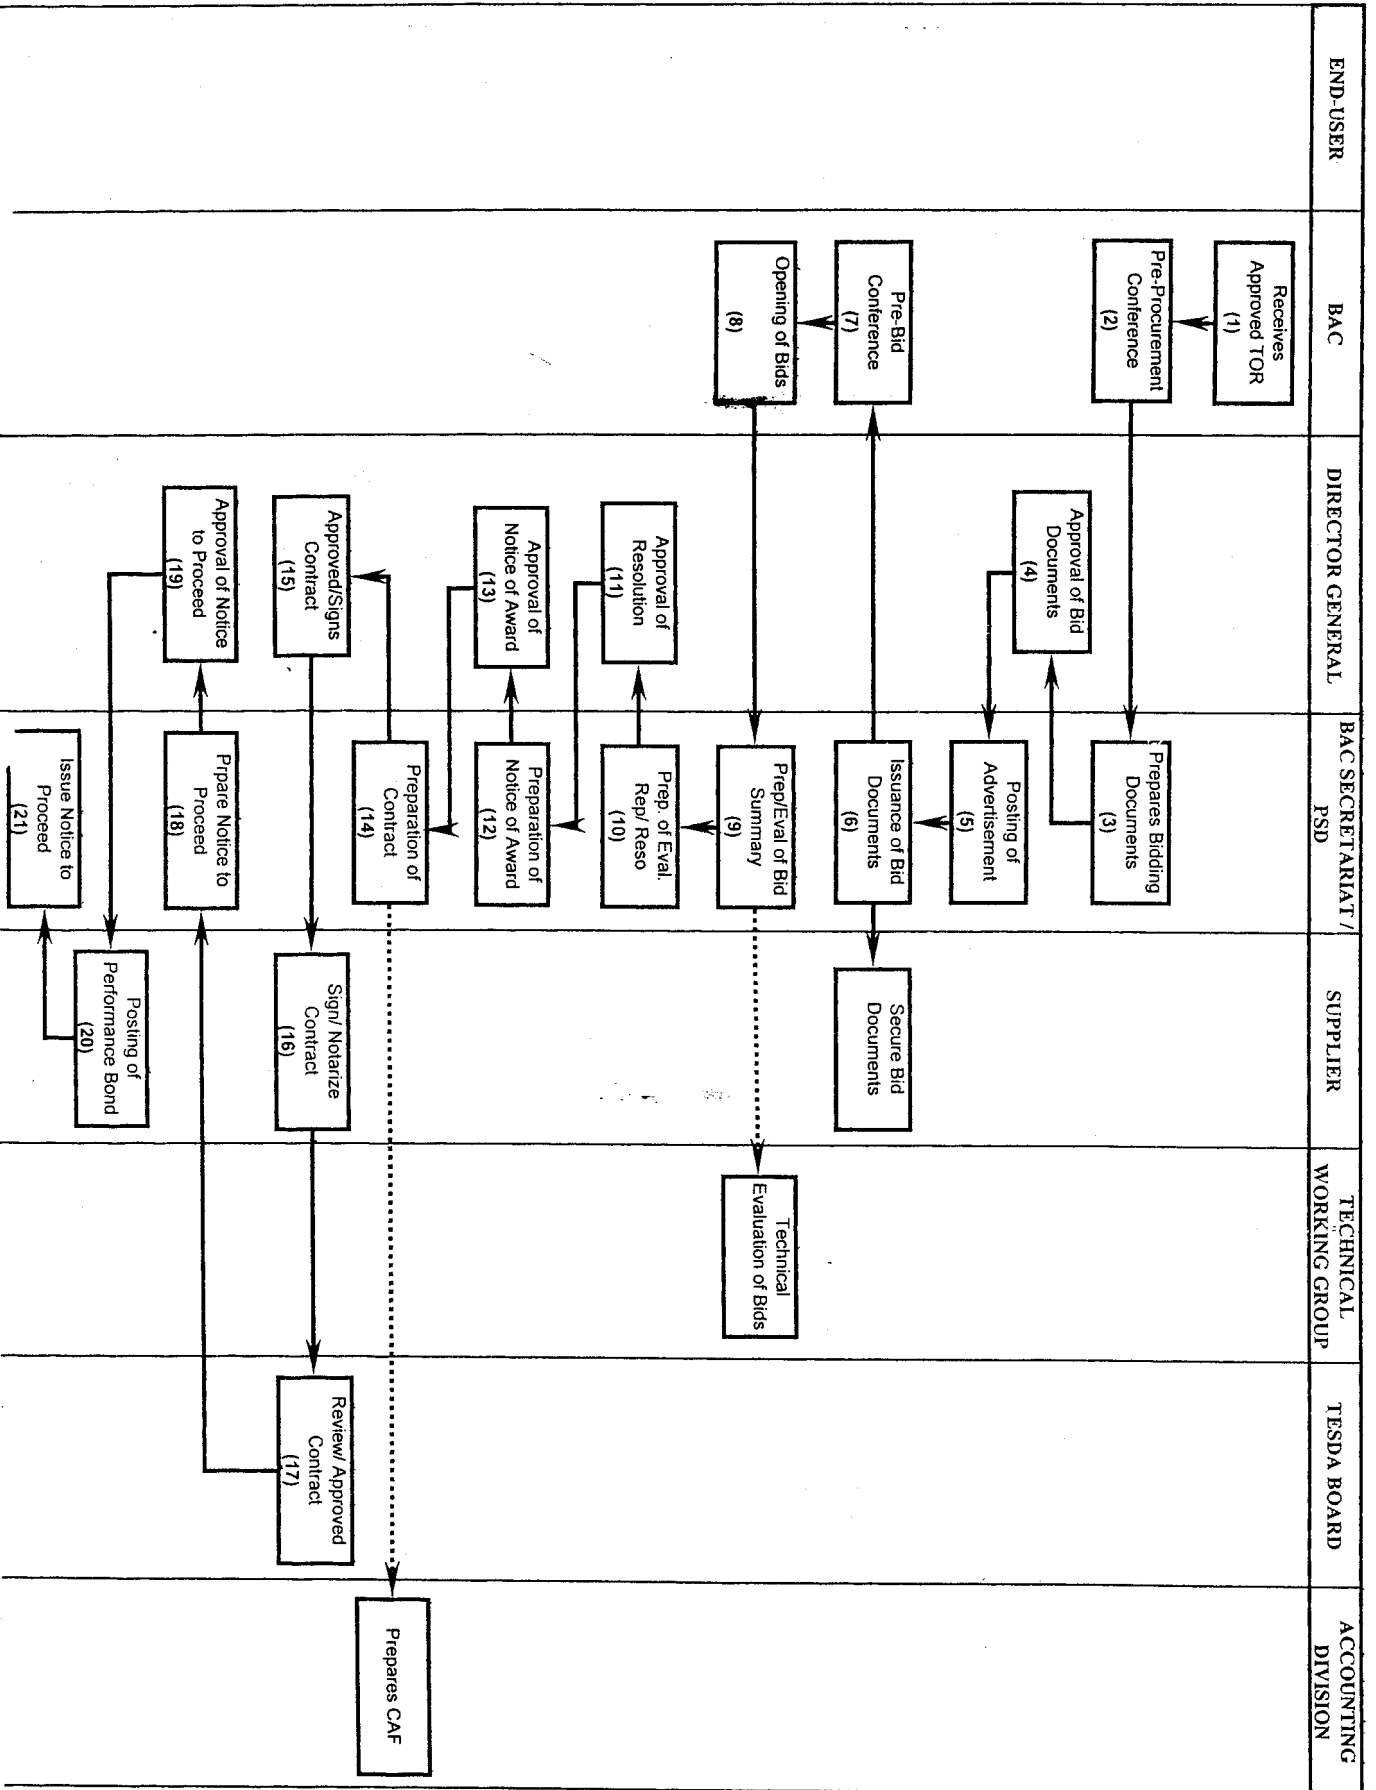 END-USER
BAC
DIRECTOR GENERAL
BAC SECRETARIAT /
PSD
SUPPLIER
TECHNICAL
WORKING GROUP
TESDA BOARD
ACCOUNTING
DIVISION
Receives
Approved TOR
(1)
Pre-Procurement
Conference
(2)
Prepares Bidding
Documents
(3)
Approval of Bid
Documents
(4)
Posting of
Advertisement
(5)
Issuance of Bid
Documents
(6)
Secure Bid
Documents
Pre-Bid
Conference
(7)
Opening of Bids
(8)
Prep/Eval of Bid
Summary
(9)
Technical
Evaluation of Bids
Prep. of Eval.
Rep/ Reso
(10)
Approval of
Resolution
(11)
Preparation of
Notice of Award
(12)
Approval of
Notice of Award
(13)
Preparation of
Contract
(14)
Prepares CAF
Approved/Signs
Contract
(15)
Sign/ Notarize
Contract
(16)
Review/ Approved
Contract
(17)
Prpare Notice to
Proceed
(18)
Approval of Notice
to Proceed
(19)
Posting of
Performance Bond
(20)
Issue Notice to
Proceed
(21)